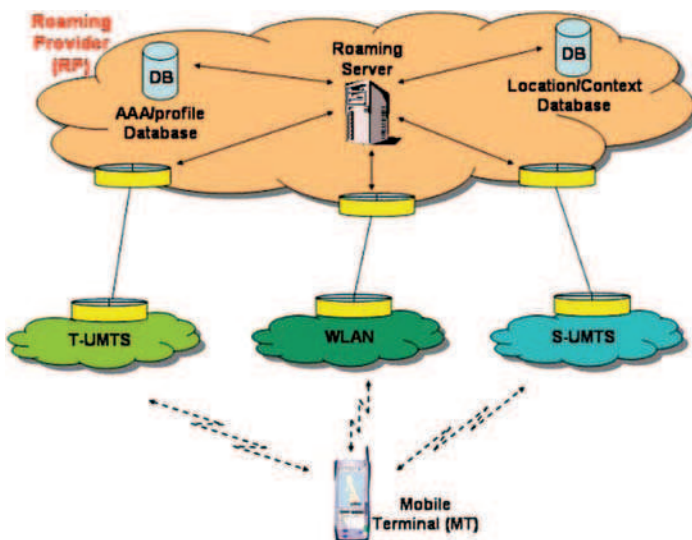 Roaming
Provider
(RP)
Roaming
Server
DB
AAA/profile
Database
DB
Location/Context
Database
T-UMTS
WLAN
S-UMTS
Mobile
Terminal (MT)